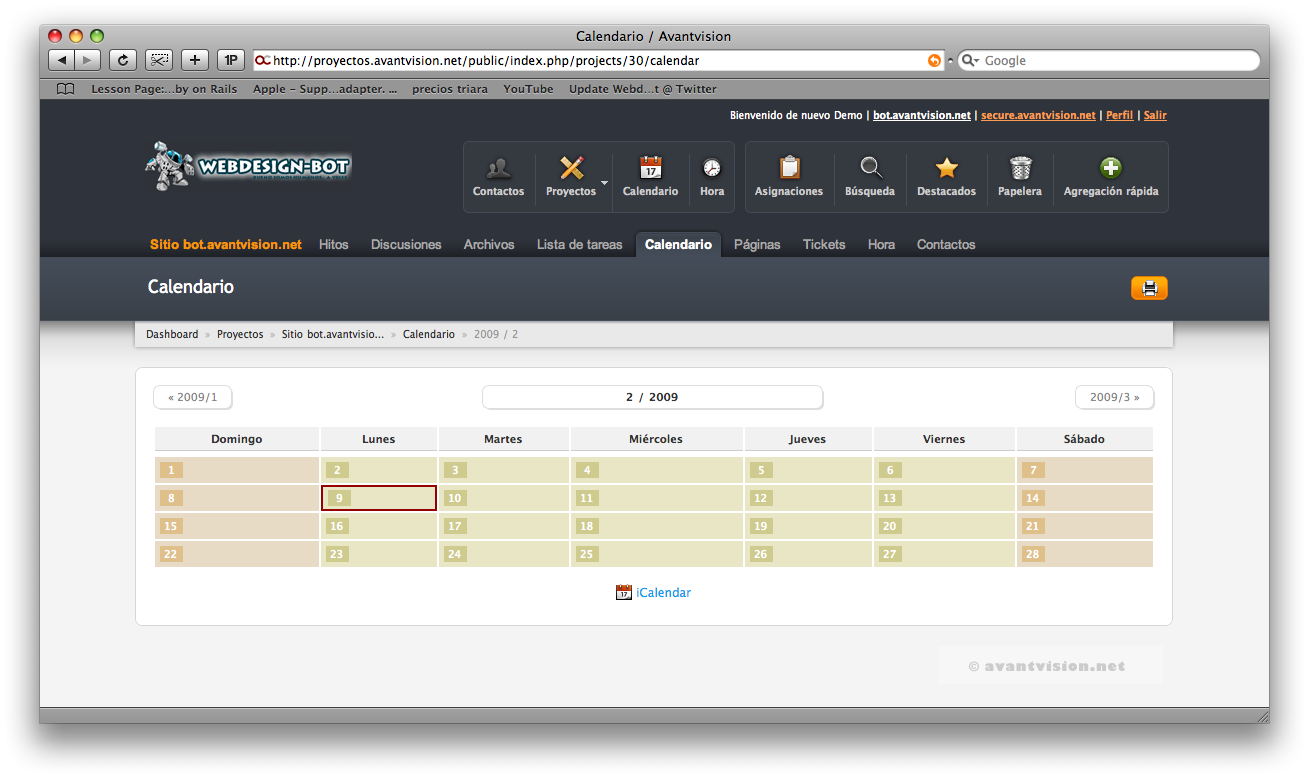 Calendario / Avantvision
1P http://proyectos.avantvision.net/public/index.php/projects/30/calendar Google
Lesson Page:...by on Rails Apple – Supp...adapter. ... precios triara YouTube Update Webd...t @ Twitter
Bienvenido de nuevo Demo | bot.avantvision.net | secure.avantvision.net | Perfil | Salir
WEBDESIGN-BOT
Contactos Proyectos Calendario Hora Asignaciones Búsqueda Destacados Papelera Agregación rápida
Sitio bot.avantvision.net Hitos Discusiones Archivos Lista de tareas Calendario Páginas Tickets Hora Contactos
Calendario
Dashboard » Proyectos » Sitio bot.avantvisio... » Calendario » 2009 / 2
« 2009/1 2 / 2009 2009/3 »
Domingo Lunes Martes Miércoles Jueves Viernes Sábado
1 2 3 4 5 6 7
8 9 10 11 12 13 14
15 16 17 18 19 20 21
22 23 24 25 26 27 28
17 iCalendar
© avantvision.net